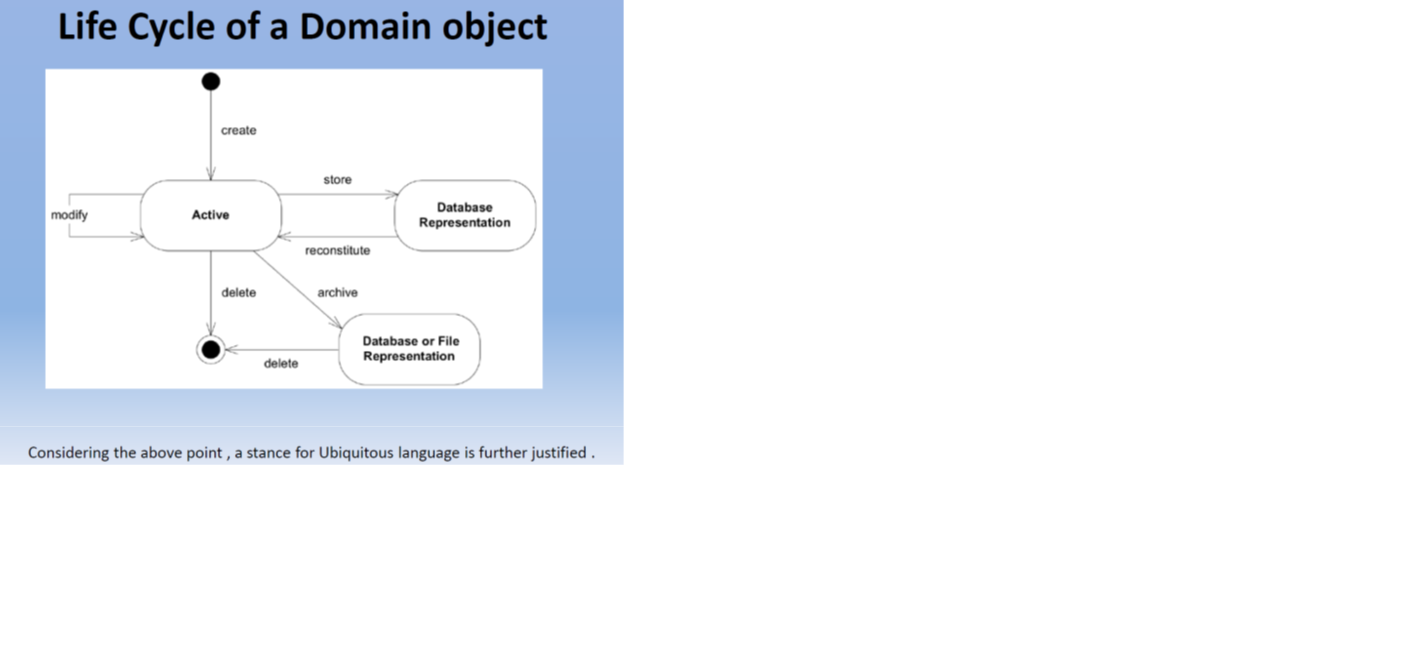 Life Cycle of a Domain object
create
store
modify
Active
Database
Representation
reconstitute
delete
archive
Database or File
Representation
delete
Considering the above point , a stance for Ubiquitous language is further justified .